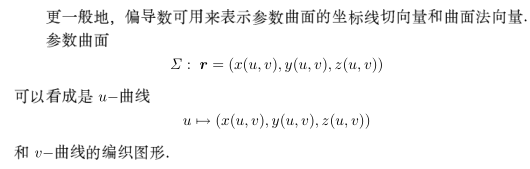 更一般地，偏导数可用来表示参数曲面的坐标线切向量和曲面法向量.
参数曲面
Σ : r = (x(u, v), y(u, v), z(u, v))
可以看成是 u−曲线
u ↦ (x(u, v), y(u, v), z(u, v))
和 v−曲线的编织图形.